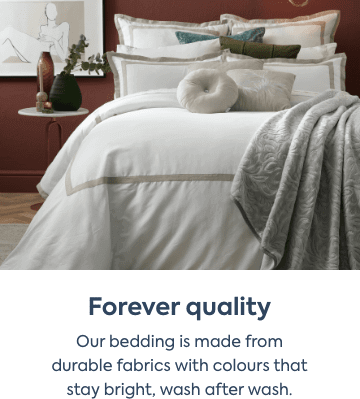 Forever quality
Our bedding is made from
durable fabrics with colours that
stay bright, wash after wash.